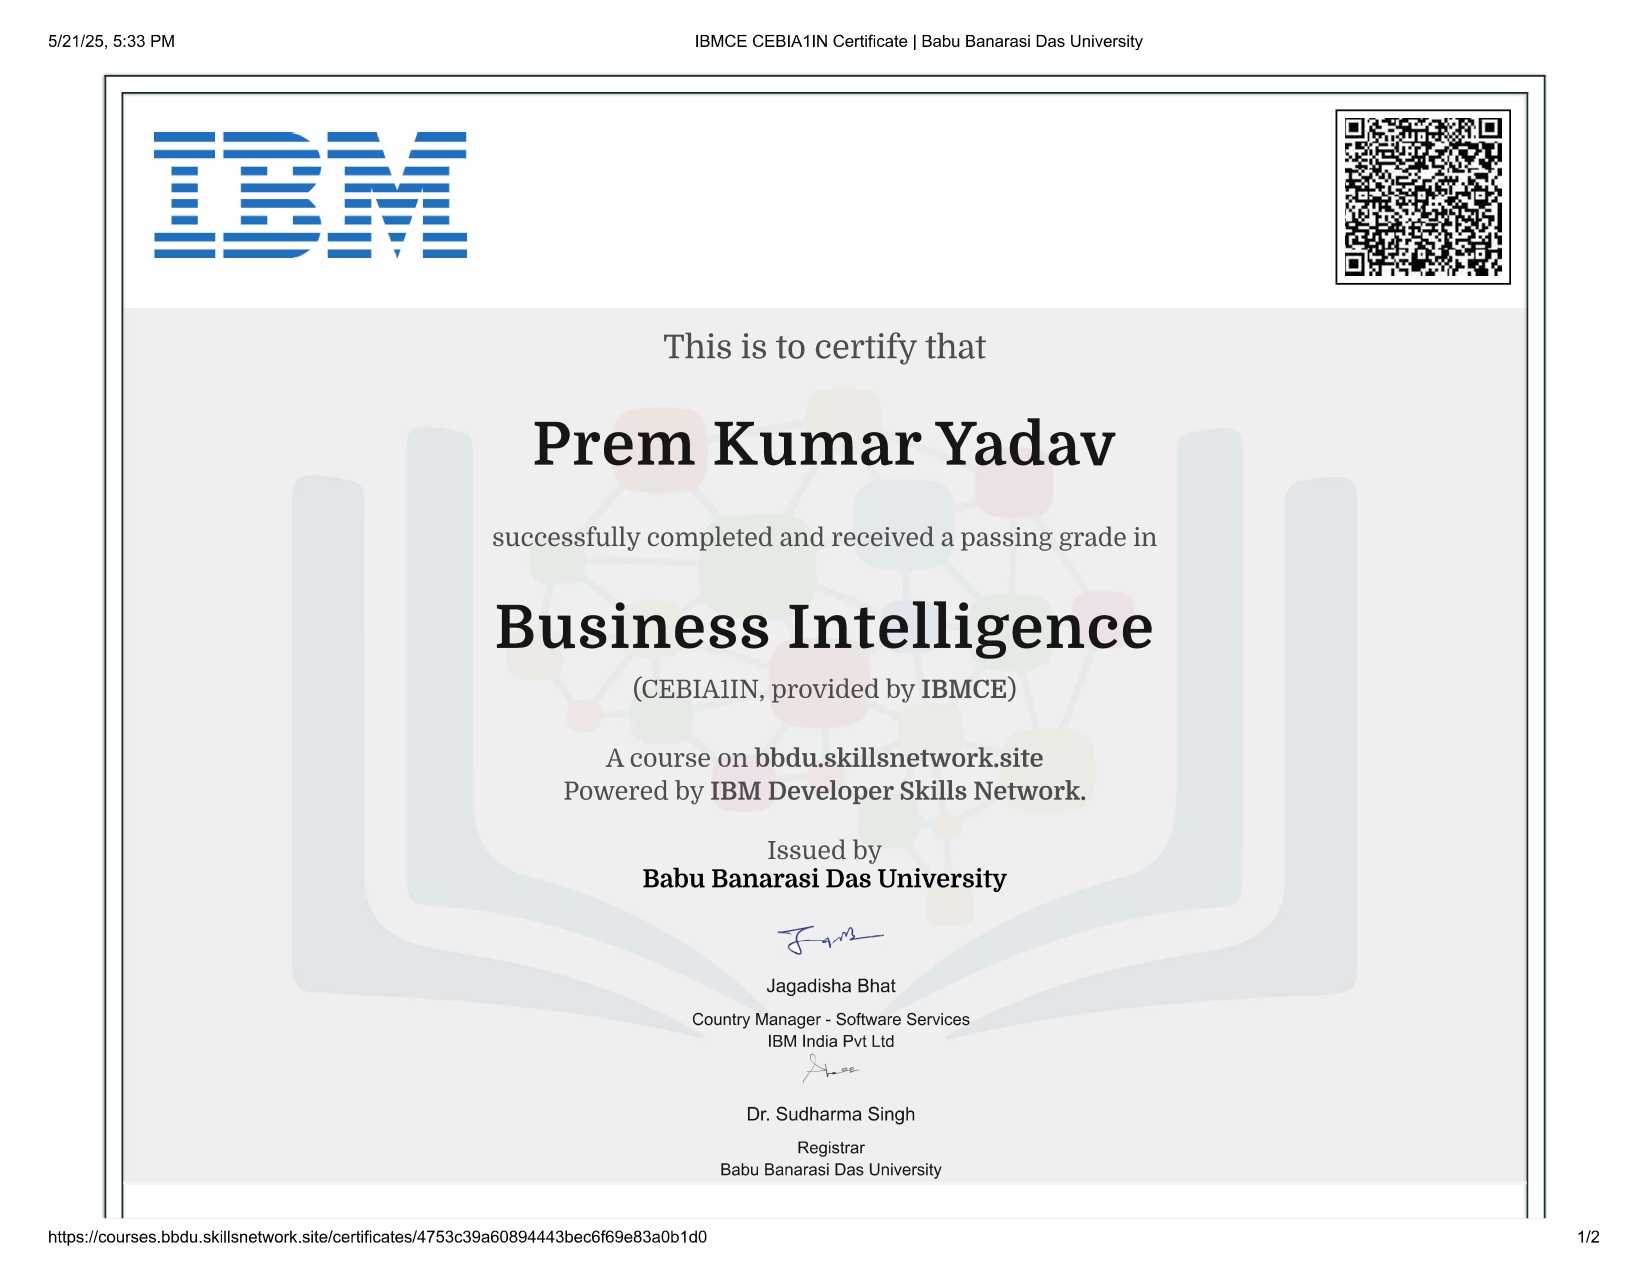 5/21/25, 5:33 PM
IBMCE CEBIA1IN Certificate | Babu Banarasi Das University
IBM
This is to certify that
Prem Kumar Yadav
successfully completed and received a passing grade in
Business Intelligence
(CEBIA1IN, provided by IBMCE)
A course on bbdu.skillsnetwork.site
Powered by IBM Developer Skills Network.
Issued by
Babu Banarasi Das University
Jagadisha Bhat
Country Manager - Software Services
IBM India Pvt Ltd
Dr. Sudharma Singh
Registrar
Babu Banarasi Das University
https://courses.bbdu.skillsnetwork.site/certificates/4753c39a60894443bec6f69e83a0b1d0
1/2